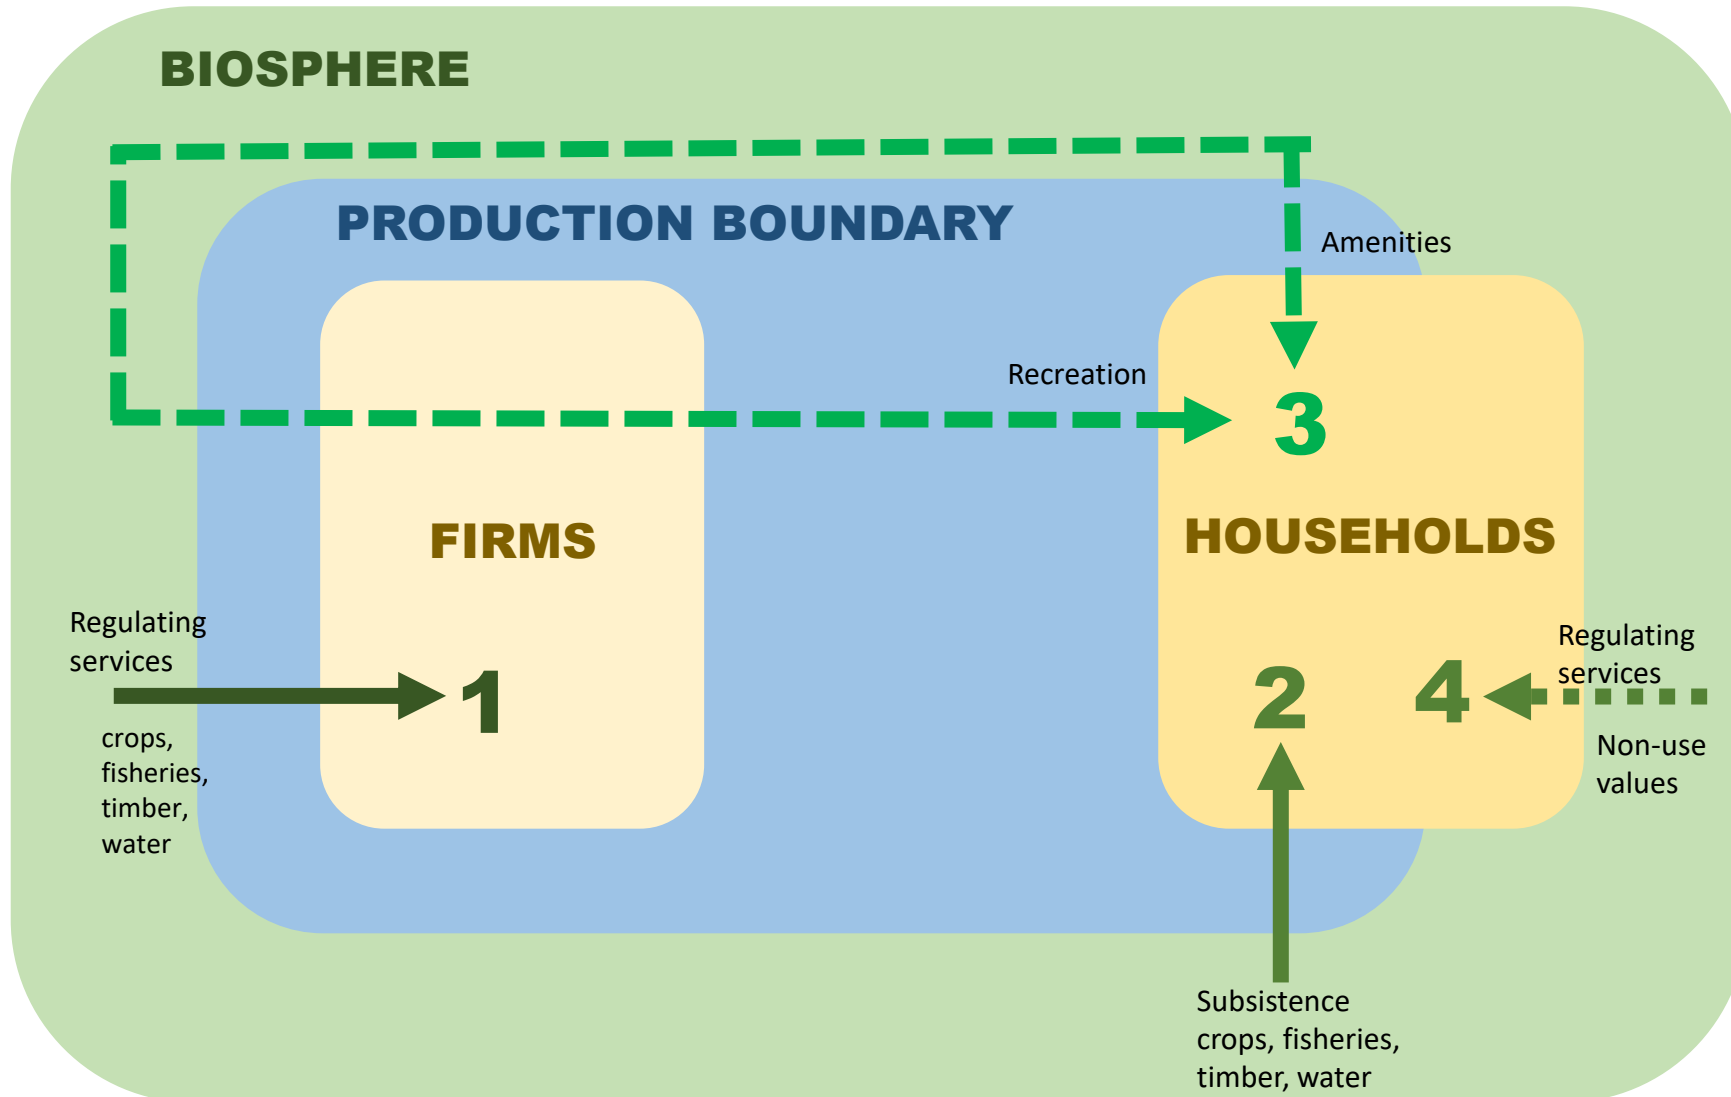 BIOSPHERE
PRODUCTION BOUNDARY
Amenities
Recreation
3
FIRMS
HOUSEHOLDS
Regulating
services
1
crops,
fisheries,
timber,
water
2
4
Regulating
services
Non-use
values
Subsistence
crops, fisheries,
timber, water